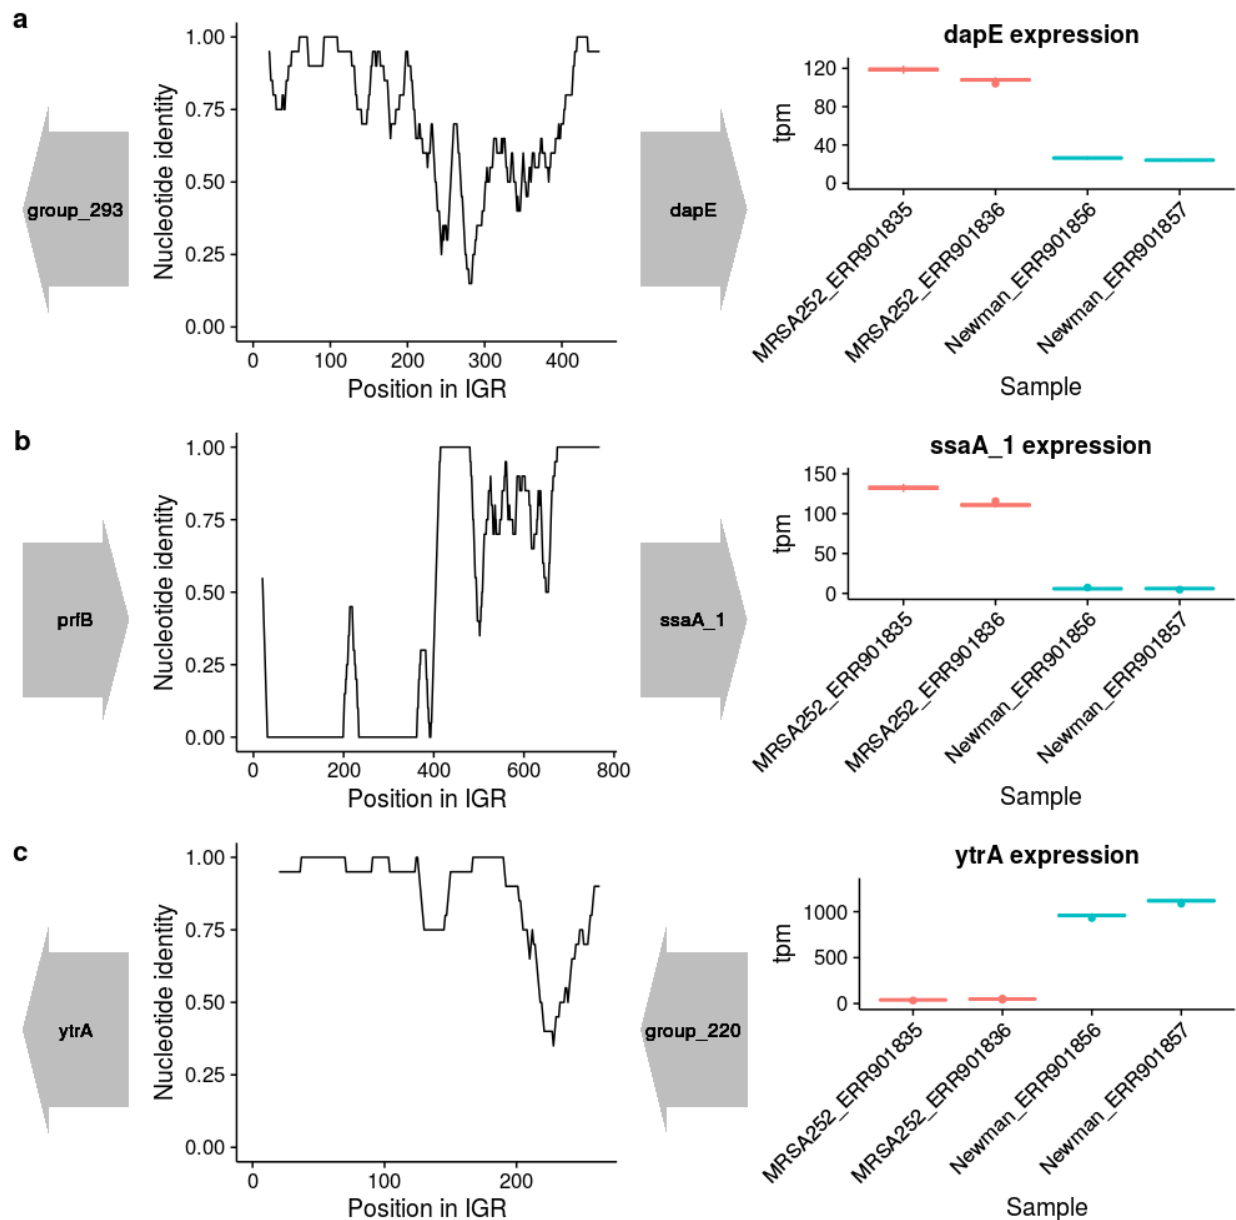 a
group_293
1.00
0.75
0.50
0.25
0.00
Nucleotide identity
0 100 200 300 400
Position in IGR
dapE
dapE expression
120
80
40
0
tpm
MRSA252_ERR901835
MRSA252_ERR901836
Newman_ERR901856
Newman_ERR901857
Sample
b
prfB
1.00
0.75
0.50
0.25
0.00
Nucleotide identity
0 200 400 600 800
Position in IGR
ssaA_1
ssaA_1 expression
150
100
50
0
tpm
MRSA252_ERR901835
MRSA252_ERR901836
Newman_ERR901856
Newman_ERR901857
Sample
c
ytrA
1.00
0.75
0.50
0.25
0.00
Nucleotide identity
0 100 200
Position in IGR
group_220
ytrA expression
1000
500
0
tpm
MRSA252_ERR901835
MRSA252_ERR901836
Newman_ERR901856
Newman_ERR901857
Sample